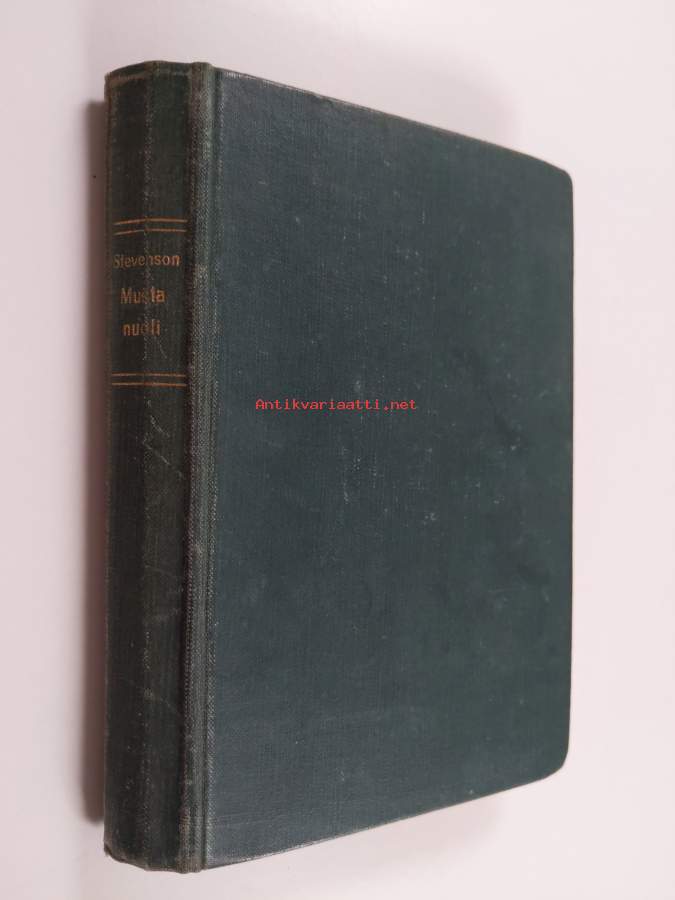 Stevenson
Musta
nuoli
Antikvariaatti.net